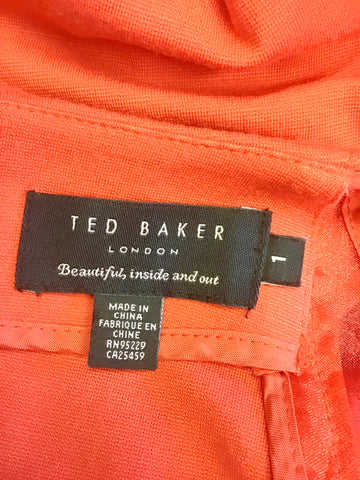 TED BAKER
LONDON
Beautiful, inside and out
1
MADE IN
CHINA
FABRIQUE EN
CHINE
RN95229
CA25459